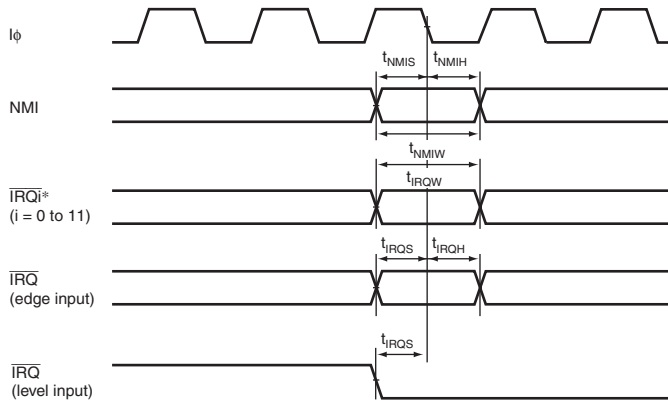 Iϕ
tNMIS tNMIH
NMI
tNMIW
tIRQW
IRQi*
(i = 0 to 11)
tIRQS tIRQH
IRQ
(edge input)
tIRQS
IRQ
(level input)